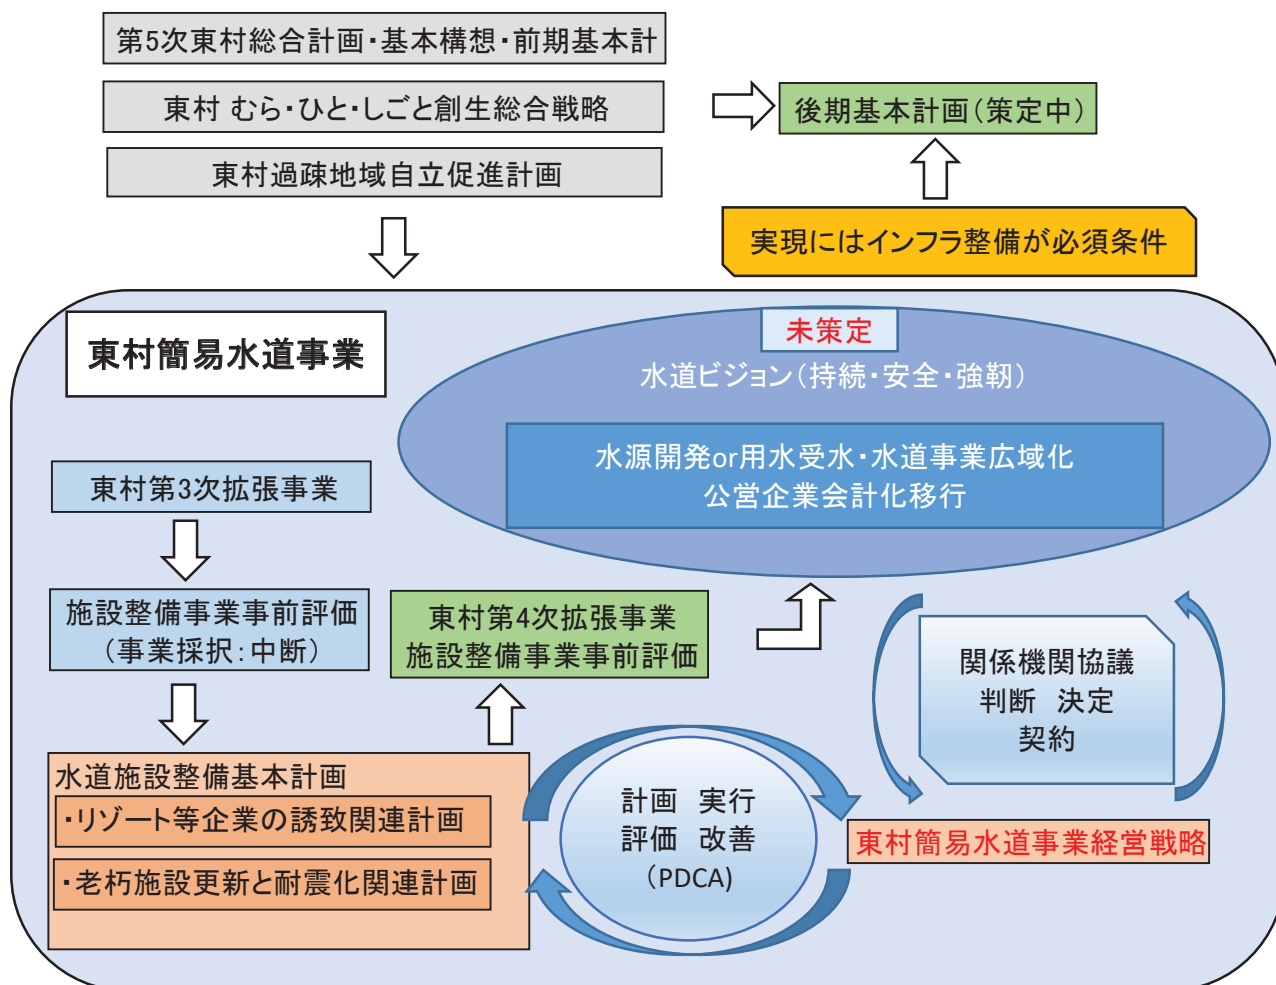 第5次東村総合計画・基本構想・前期基本計
東村 むら・ひと・しごと創生総合戦略
東村過疎地域自立促進計画
後期基本計画(策定中)
実現にはインフラ整備が必須条件
東村簡易水道事業
未策定
水道ビジョン(持続・安全・強靭)
水源開発or用水受水・水道事業広域化
公営企業会計化移行
東村第3次拡張事業
施設整備事業事前評価
(事業採択:中断)
東村第4次拡張事業
施設整備事業事前評価
関係機関協議
判断 決定
契約
水道施設整備基本計画
・リゾート等企業の誘致関連計画
・老朽施設更新と耐震化関連計画
計画 実行
評価 改善
(PDCA)
東村簡易水道事業経営戦略